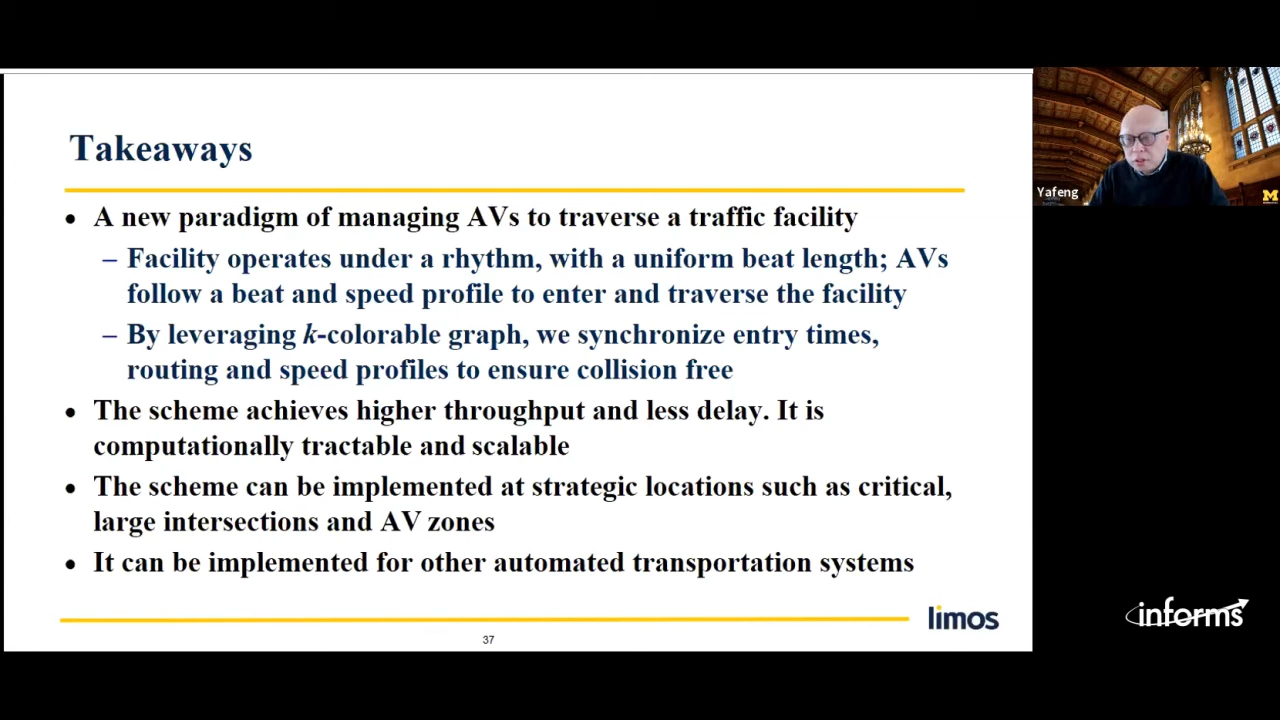 Takeaways
• A new paradigm of managing AVs to traverse a traffic facility
– Facility operates under a rhythm, with a uniform beat length; AVs
follow a beat and speed profile to enter and traverse the facility
– By leveraging k-colorable graph, we synchronize entry times,
routing and speed profiles to ensure collision free
• The scheme achieves higher throughput and less delay. It is
computationally tractable and scalable
• The scheme can be implemented at strategic locations such as critical,
large intersections and AV zones
• It can be implemented for other automated transportation systems
limos
37
Yafeng
M
informs